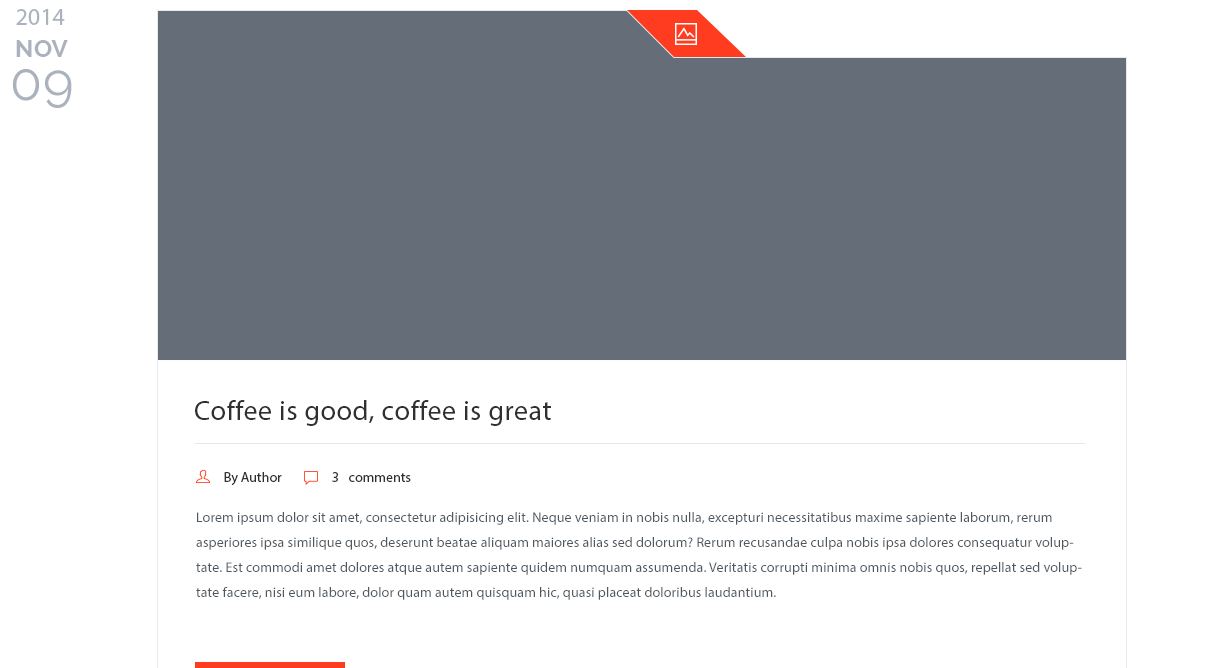 2014
NOV
09
Coffee is good, coffee is great
By Author 3 comments
Lorem ipsum dolor sit amet, consectetur adipisicing elit. Neque veniam in nobis nulla, excepturi necessitatibus maxime sapiente laborum, rerum
asperiores ipsa similique quos, deserunt beatae aliquam maiores alias sed dolorum? Rerum recusandae culpa nobis ipsa dolores consequatur volup-
tate. Est commodi amet dolores atque autem sapiente quidem numquam assumenda. Veritatis corrupti minima omnis nobis quos, repellat sed volup-
tate facere, nisi eum labore, dolor quam autem quisquam hic, quasi placeat doloribus laudantium.